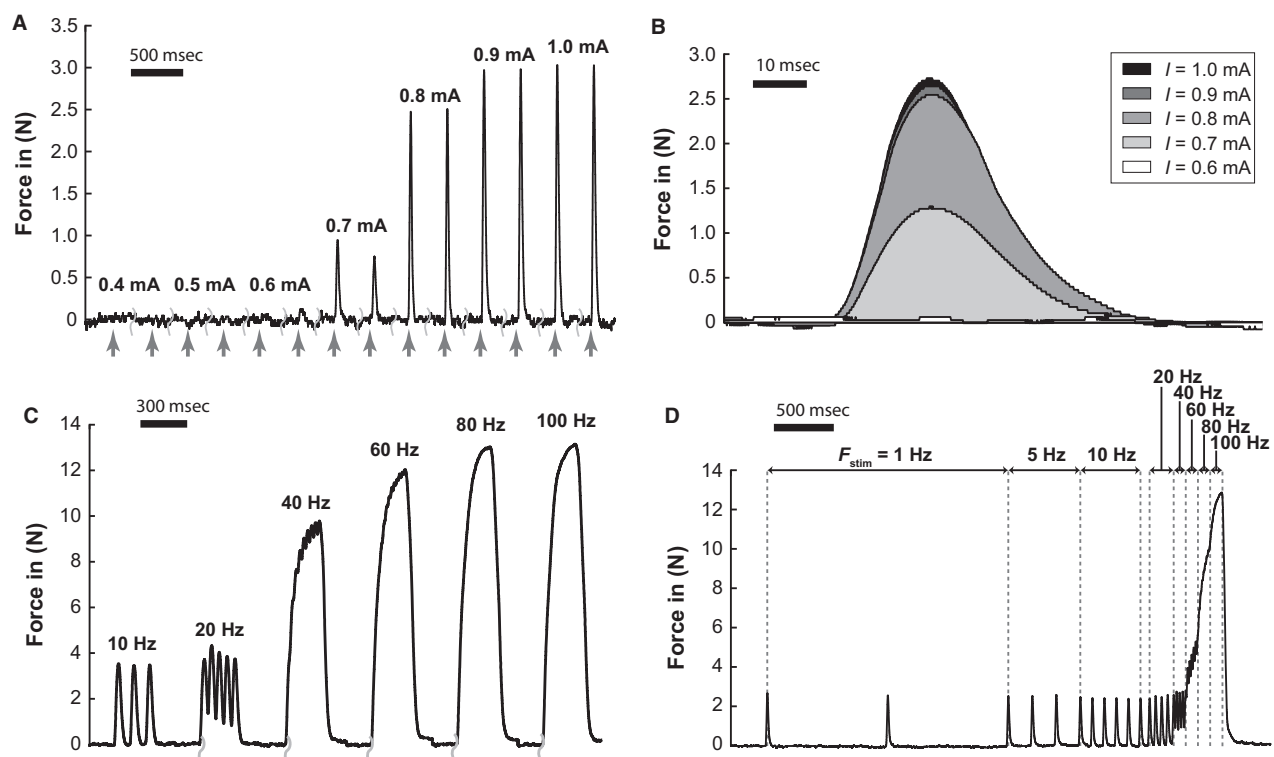 A
Force in (N)
3.5
3.0
2.5
2.0
1.5
1.0
0.5
0
500 msec
0.4 mA
0.5 mA
0.6 mA
0.7 mA
0.8 mA
0.9 mA
1.0 mA
B
Force in (N)
3.0
2.5
2.0
1.5
1.0
0.5
0
10 msec
I = 1.0 mA
I = 0.9 mA
I = 0.8 mA
I = 0.7 mA
I = 0.6 mA
C
Force in (N)
14
12
10
8
6
4
2
0
300 msec
10 Hz
20 Hz
40 Hz
60 Hz
80 Hz
100 Hz
D
Force in (N)
14
12
10
8
6
4
2
0
500 msec
Fstim = 1 Hz
5 Hz
10 Hz
20 Hz
40 Hz
60 Hz
80 Hz
100 Hz